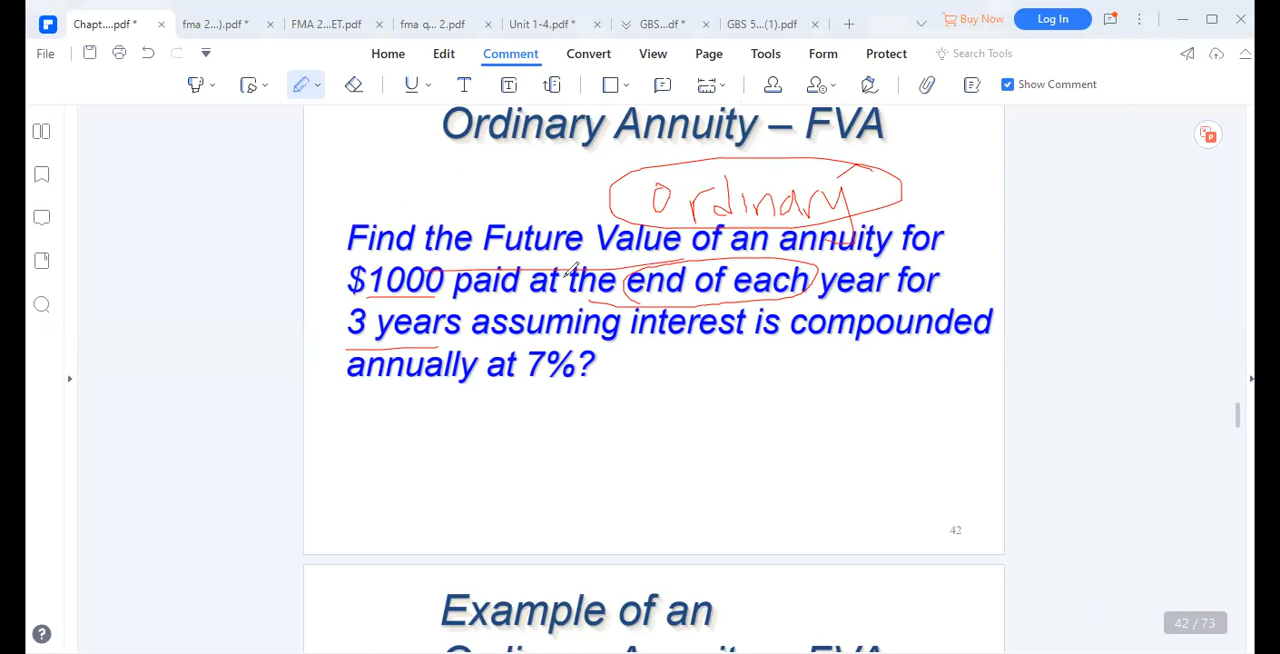 Chapt....pdf *
fma 2...).pdf *
FMA 2...ET.pdf
fma q... 2.pdf
Unit 1-4.pdf *
GBS...df *
GBS 5...(1).pdf
Buy Now
Log In
File
Home
Edit
Comment
Convert
View
Page
Tools
Form
Protect
Search Tools
Show Comment
Ordinary Annuity – FVA
ordinary
Find the Future Value of an annuity for
$1000 paid at the end of each year for
3 years assuming interest is compounded
annually at 7%?
42
Example of an
Ordinary Annuity – FVA
42 / 73